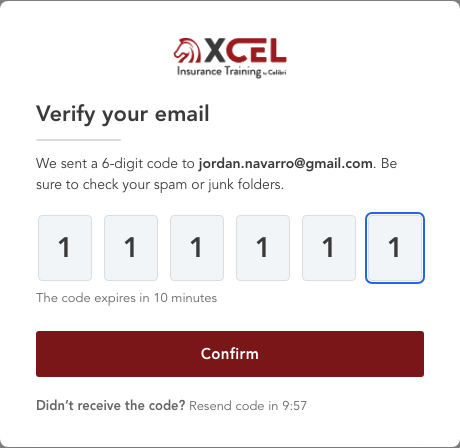 XCEL
Insurance Training by Colibri
Verify your email
We sent a 6-digit code to jordan.navarro@gmail.com. Be
sure to check your spam or junk folders.
1 1 1 1 1 1
The code expires in 10 minutes
Confirm
Didn’t receive the code? Resend code in 9:57